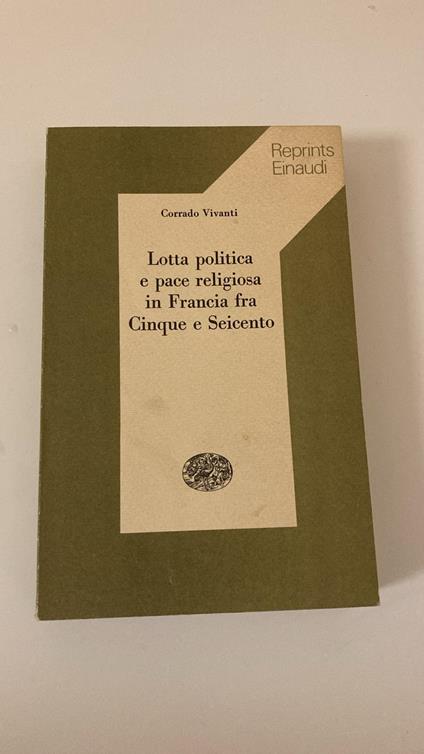 Reprints
Einaudi
Corrado Vivanti
Lotta politica
e pace religiosa
in Francia fra
Cinque e Seicento